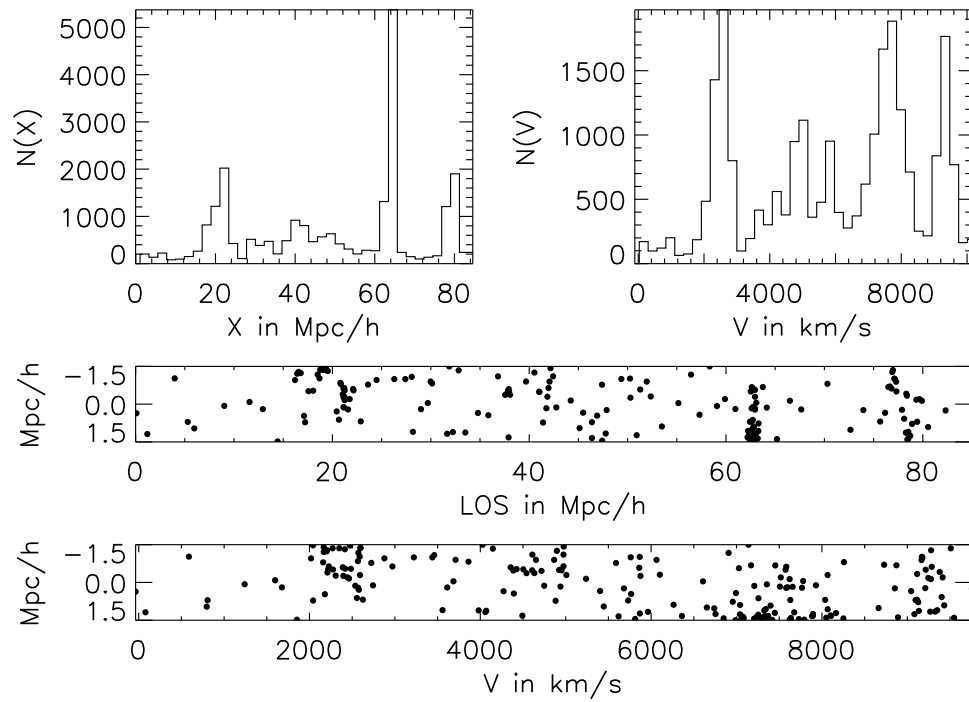 5000
4000
3000
2000
1000
0
N(X)
0 20 40 60 80
X in Mpc/h
1500
1000
500
0
N(V)
0 4000 8000
V in km/s
−1.5
0.0
1.5
Mpc/h
0 20 40 60 80
LOS in Mpc/h
−1.5
0.0
1.5
Mpc/h
0 2000 4000 6000 8000
V in km/s